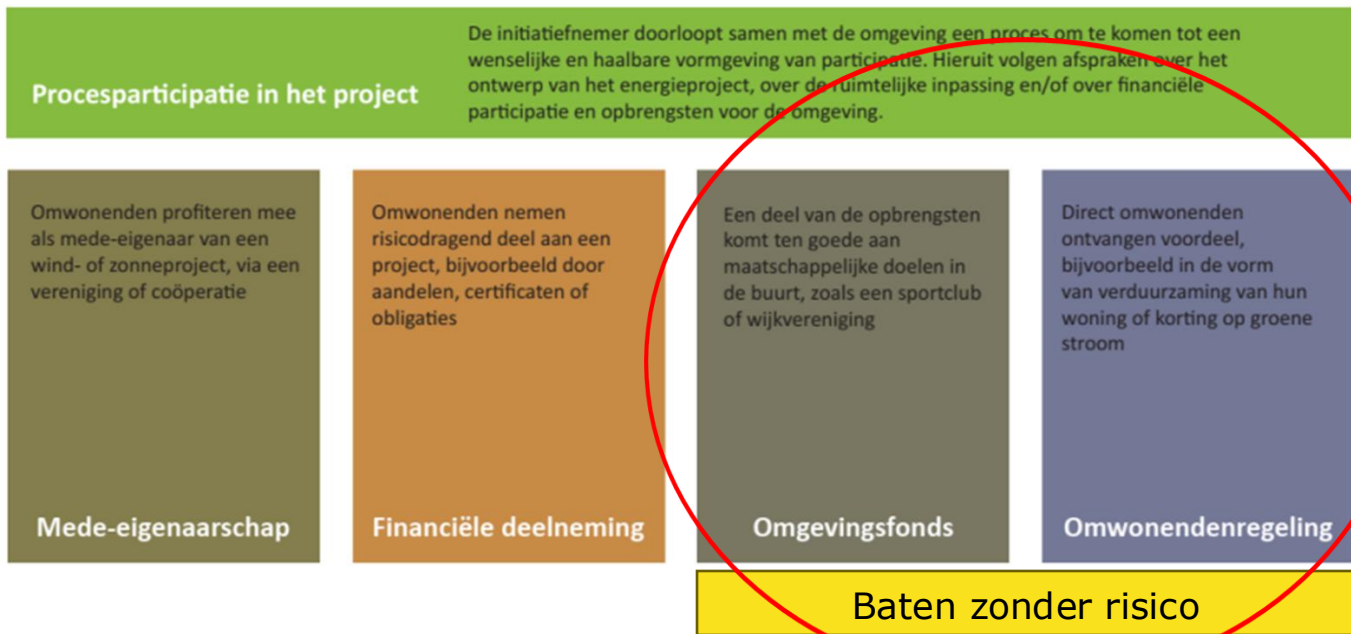 Procesparticipatie in het project
De initiatiefnemer doorloopt samen met de omgeving een proces om te komen tot een
wenselijke en haalbare vormgeving van participatie. Hieruit volgen afspraken over het
ontwerp van het energieproject, over de ruimtelijke inpassing en/of over financiële
participatie en opbrengsten voor de omgeving.
Omwonenden profiteren mee
als mede-eigenaar van een
wind- of zonneproject, via een
vereniging of coöperatie
Mede-eigenaarschap
Omwonenden nemen
risicodragend deel aan een
project, bijvoorbeeld door
aandelen, certificaten of
obligaties
Financiële deelneming
Een deel van de opbrengsten
komt ten goede aan
maatschappelijke doelen in
de buurt, zoals een sportclub
of wijkvereniging
Omgevingsfonds
Direct omwonenden
ontvangen voordeel,
bijvoorbeeld in de vorm
van verduurzaming van hun
woning of korting op groene
stroom
Omwonendenregeling
Baten zonder risico